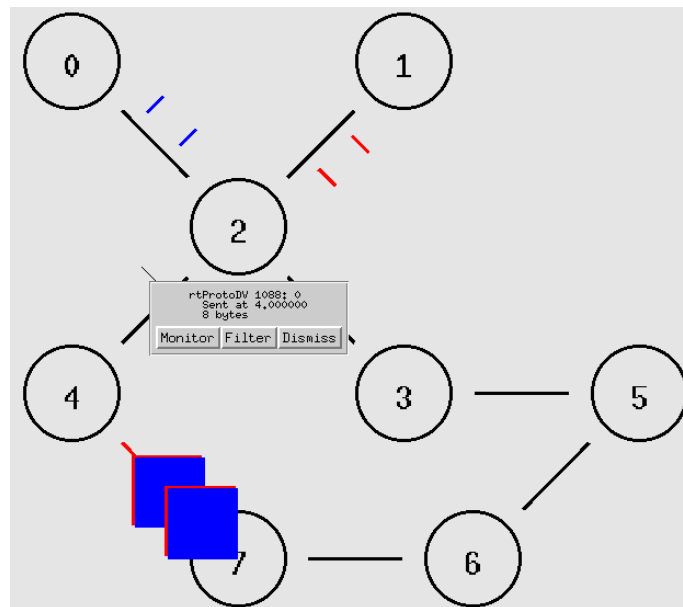 0
1
2
rtProtoDV 1088: 0
Sent at 4.000000
8 bytes
Monitor Filter Dismiss
4
3
5
7
6